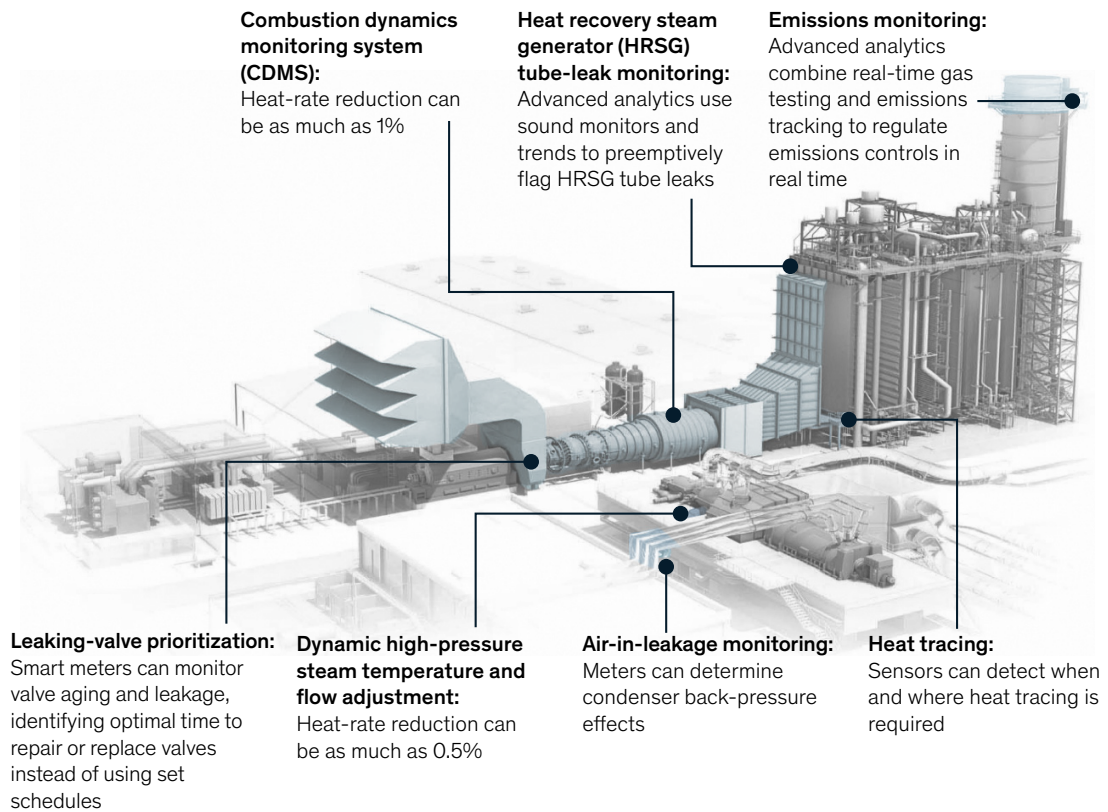 Combustion dynamics
monitoring system
(CDMS):
Heat-rate reduction can
be as much as 1%
Heat recovery steam
generator (HRSG)
tube-leak monitoring:
Advanced analytics use
sound monitors and
trends to preemptively
flag HRSG tube leaks
Emissions monitoring:
Advanced analytics
combine real-time gas
testing and emissions
tracking to regulate
emissions controls in
real time
Leaking-valve prioritization:
Smart meters can monitor
valve aging and leakage,
identifying optimal time to
repair or replace valves
instead of using set
schedules
Dynamic high-pressure
steam temperature and
flow adjustment:
Heat-rate reduction can
be as much as 0.5%
Air-in-leakage monitoring:
Meters can determine
condenser back-pressure
effects
Heat tracing:
Sensors can detect when
and where heat tracing is
required